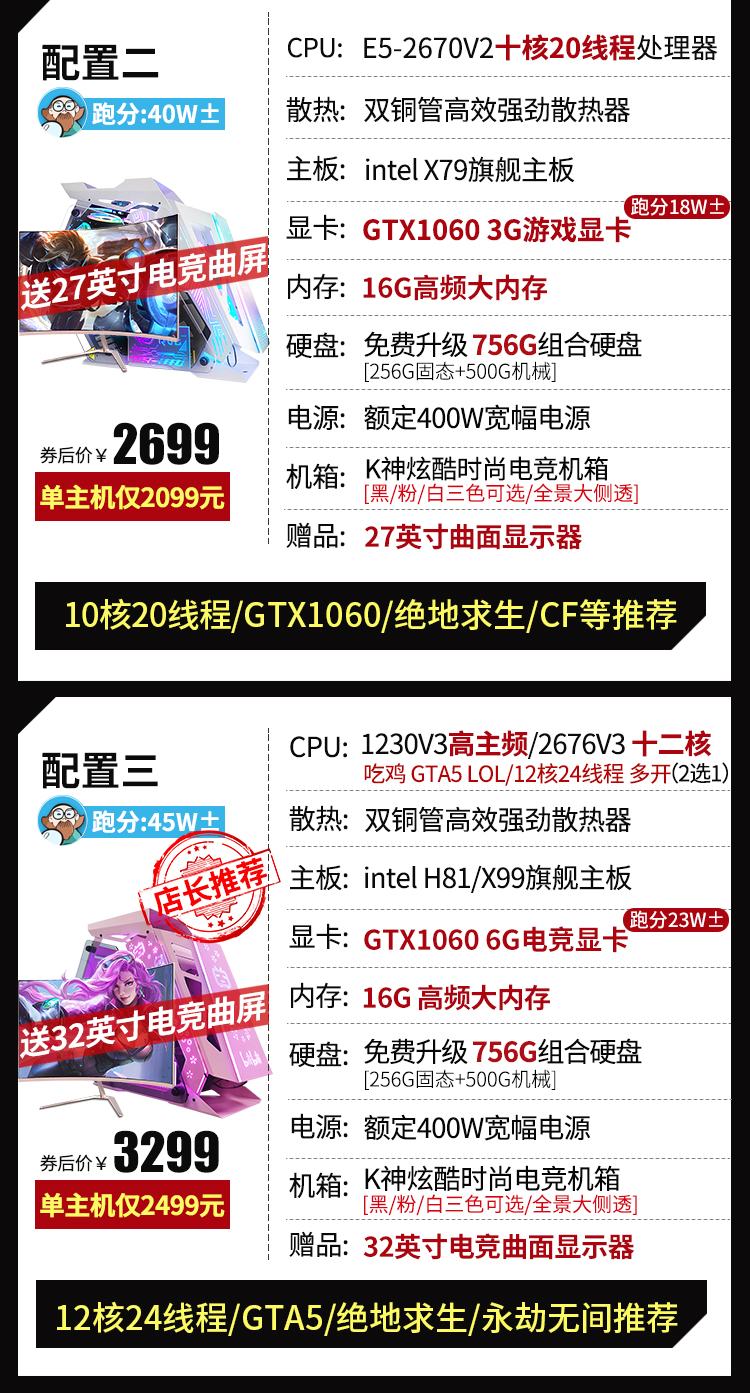 配置二
跑分:40W±
送27英寸电竞曲屏
券后价￥2699
单主机仅2099元
CPU: E5-2670V2十核20线程处理器
散热: 双铜管高效强劲散热器
主板: intel X79旗舰主板
跑分18W±
显卡: GTX1060 3G游戏显卡
内存: 16G高频大内存
硬盘: 免费升级 756G组合硬盘
[256G固态+500G机械]
电源: 额定400W宽幅电源
机箱: K神炫酷时尚电竞机箱
[黑/粉/白三色可选/全景大侧透]
赠品: 27英寸曲面显示器
10核20线程/GTX1060/绝地求生/CF等推荐
配置三
跑分:45W±
店长推荐
送32英寸电竞曲屏
券后价￥3299
单主机仅2499元
CPU: 1230V3高主频/2676V3 十二核
吃鸡 GTA5 LOL/12核24线程 多开(2选1)
散热: 双铜管高效强劲散热器
主板: intel H81/X99旗舰主板
跑分23W±
显卡: GTX1060 6G电竞显卡
内存: 16G 高频大内存
硬盘: 免费升级 756G组合硬盘
[256G固态+500G机械]
电源: 额定400W宽幅电源
机箱: K神炫酷时尚电竞机箱
[黑/粉/白三色可选/全景大侧透]
赠品: 32英寸电竞曲面显示器
12核24线程/GTA5/绝地求生/永劫无间推荐